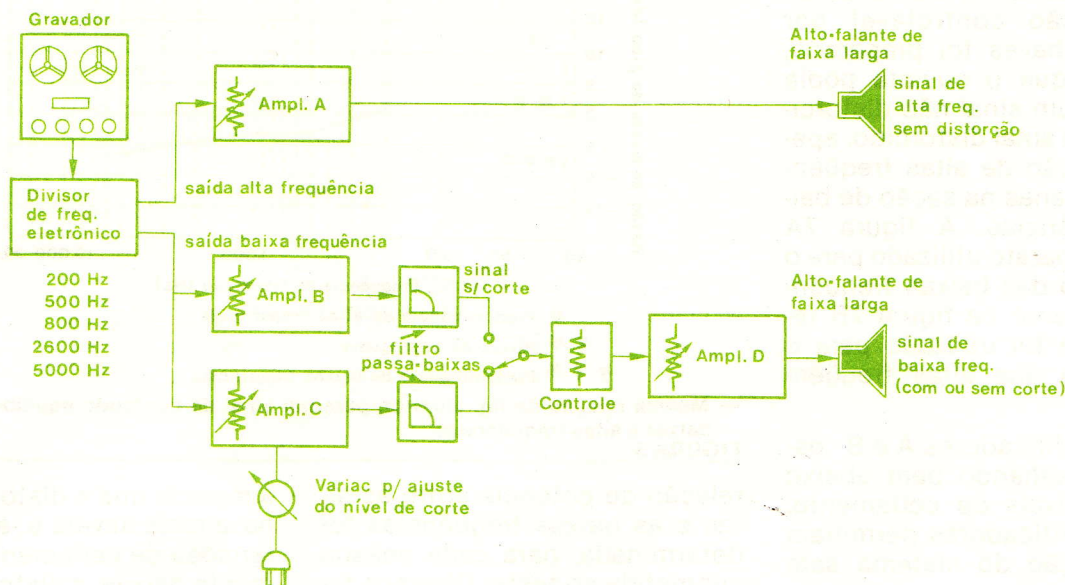 Gravador
Ampl. A
Alto-falante de
faixa larga
sinal de
alta freq.
sem distorção
Divisor
de freq.
eletrônico
saída alta frequência
saída baixa frequência
200 Hz
500 Hz
800 Hz
2600 Hz
5000 Hz
Ampl. B
sinal
s/corte
filtro
passa-baixas
Ampl. C
Controle
Ampl. D
Alto-falante de
faixa larga
sinal de
baixa freq.
(com ou sem corte)
Variac p/ ajuste
do nível de corte